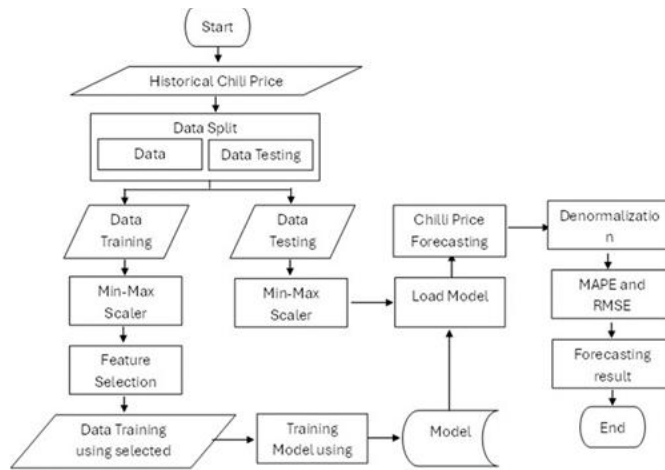 Start
Historical Chili Price
Data Split
Data
Data Testing
Data
Training
Data
Testing
Chilli Price
Forecasting
Denormalizatio
n
Min-Max
Scaler
Min-Max
Scaler
Load Model
MAPE and
RMSE
Feature
Selection
Forecasting
result
Data Training
using selected
Training
Model using
Model
End